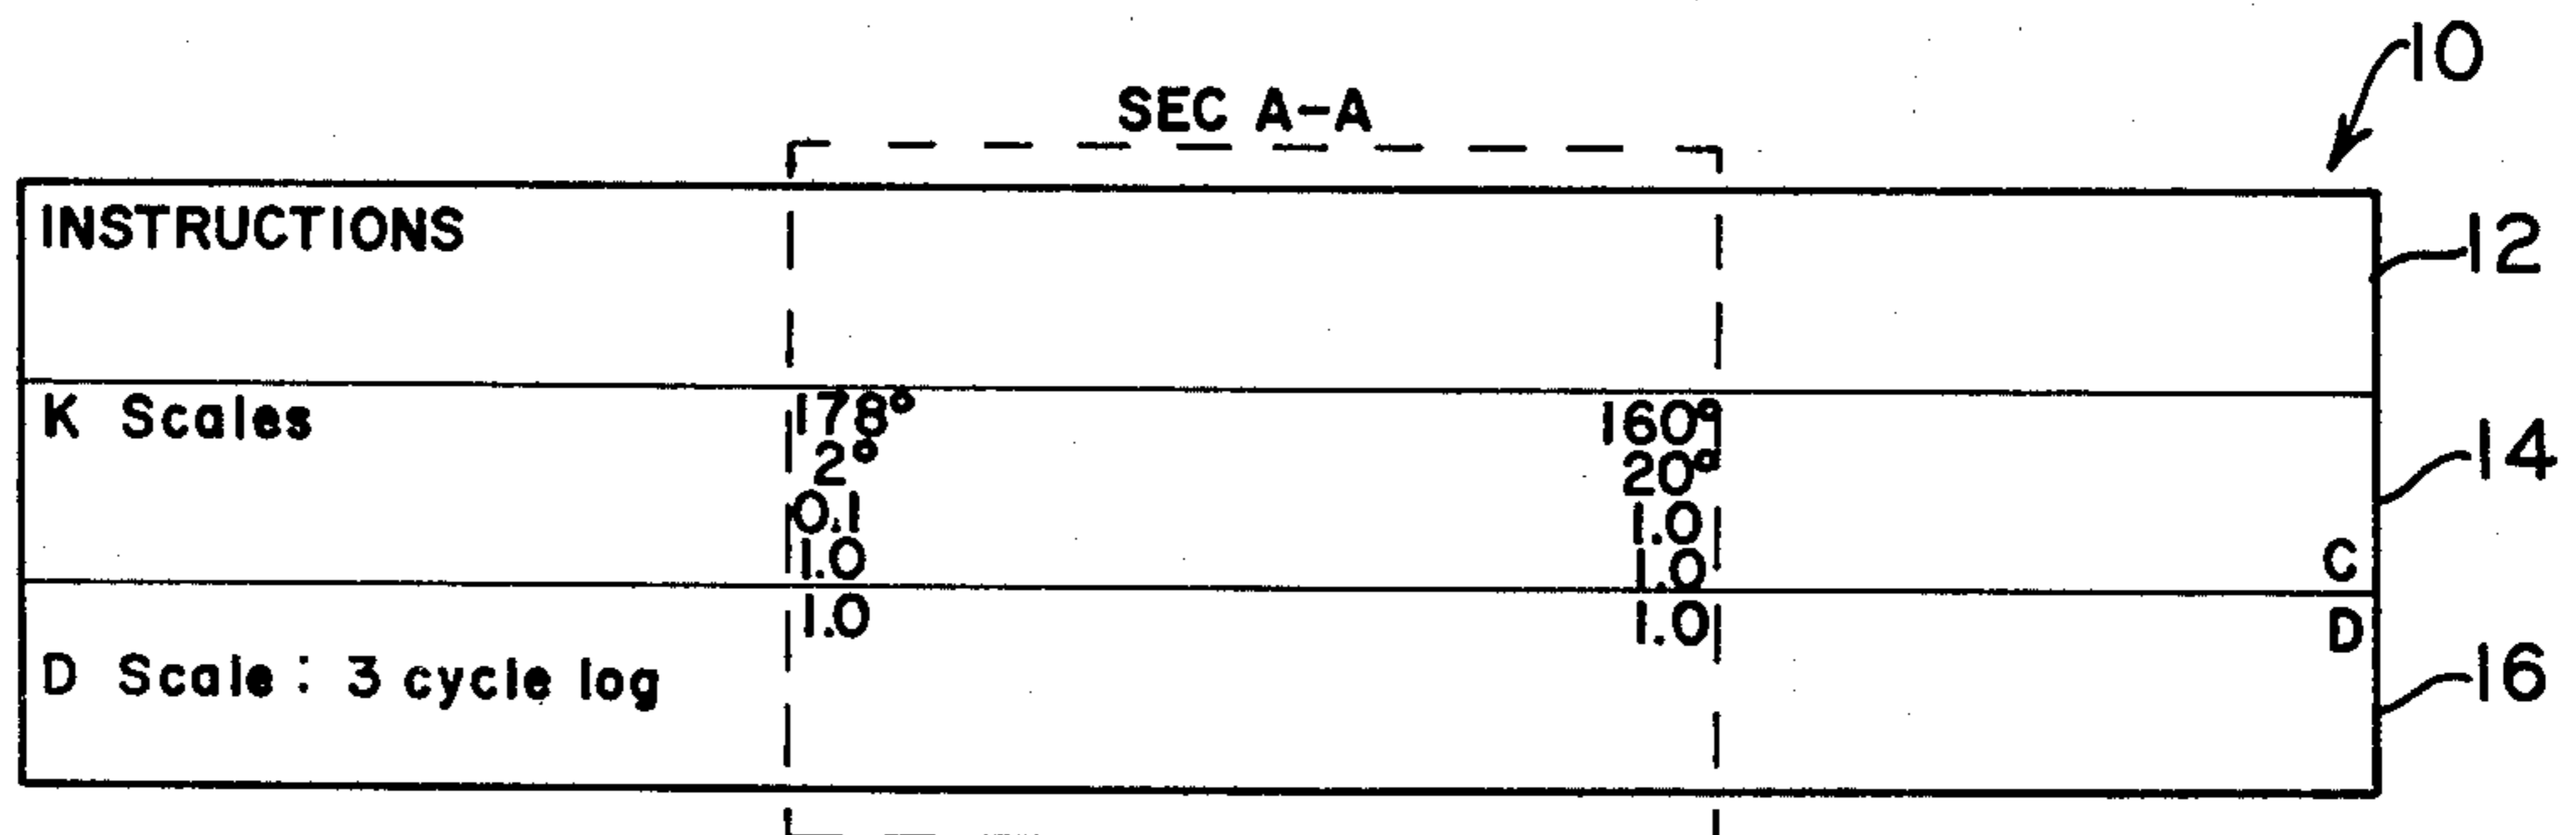 10
SEC A-A
INSTRUCTIONS
12
K Scales 178° 160°
2° 20°
14
0.1 1.0
1.0 1.0 C
1.0 1.0 D
D Scale: 3 cycle log
16